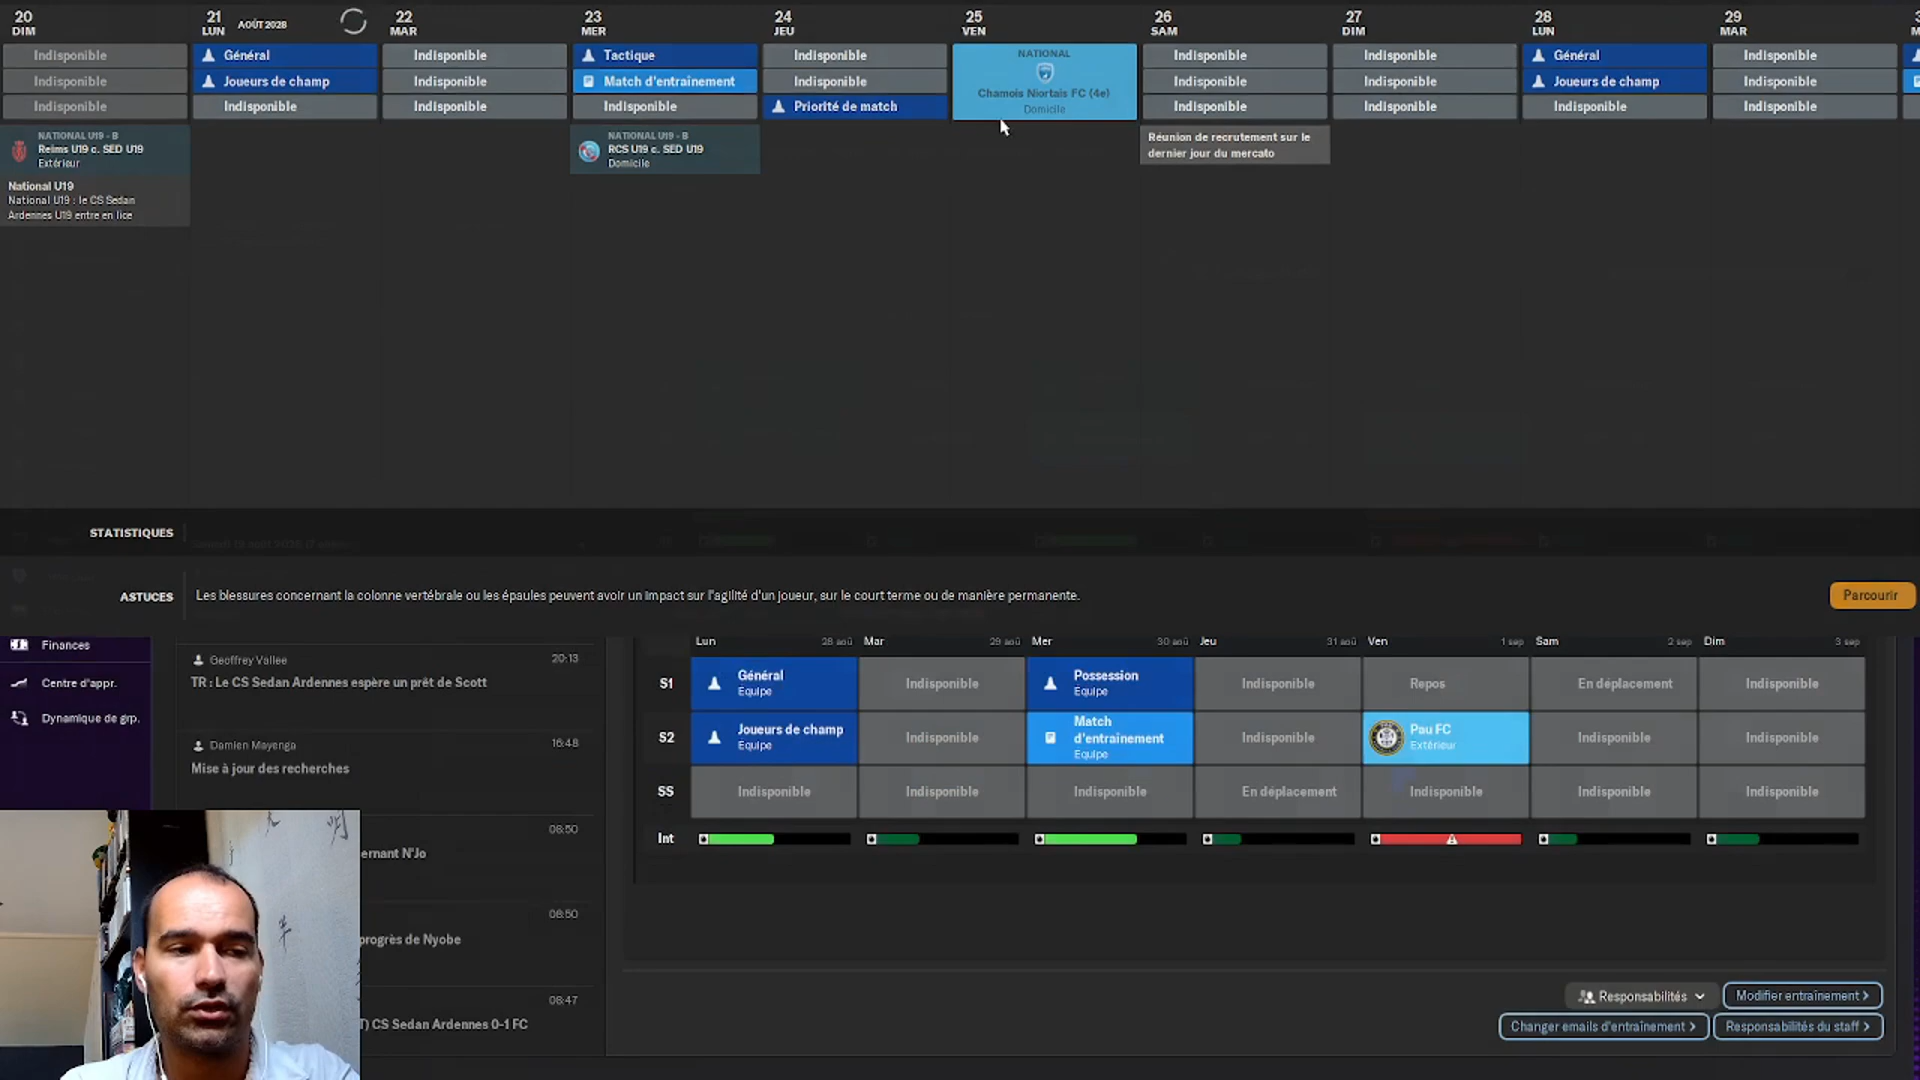 20
DIM
21
LUN
AOÛT 2028
22
MAR
23
MER
24
JEU
25
VEN
26
SAM
27
DIM
28
LUN
29
MAR
Indisponible
Général
Indisponible
Tactique
Indisponible
NATIONAL
Indisponible
Indisponible
Général
Indisponible
Indisponible
Joueurs de champ
Indisponible
Match d'entraînement
Indisponible
Chamois Niortais FC (4e)
Indisponible
Indisponible
Joueurs de champ
Indisponible
Indisponible
Indisponible
Indisponible
Indisponible
Priorité de match
Domicile
Indisponible
Indisponible
Indisponible
Indisponible
NATIONAL U19 - B
Reims U19 c. SED U19
Extérieur
National U19
National U19 : le CS Sedan
Ardennes U19 entre en lice
NATIONAL U19 - B
RCS U19 c. SED U19
Domicile
Réunion de recrutement sur le
dernier jour du mercato
STATISTIQUES
ASTUCES
Les blessures concernant la colonne vertébrale ou les épaules peuvent avoir un impact sur l'agilité d'un joueur, sur le court terme ou de manière permanente.
Parcourir
Finances
Centre d'appr.
Dynamique de grp.
Geoffrey Vallee
20:13
TR : Le CS Sedan Ardennes espère un prêt de Scott
Damien Mayenga
16:48
Mise à jour des recherches
08:50
ernant N'Jo
08:50
progrès de Nyobe
06:47
T) CS Sedan Ardennes 0-1 FC
Lun
28 aoû
Mar
29 aoû
Mer
30 aoû
Jeu
31 aoû
Ven
1 sep
Sam
2 sep
Dim
3 sep
S1
Général
Equipe
Indisponible
Possession
Equipe
Indisponible
Repos
En déplacement
Indisponible
S2
Joueurs de champ
Equipe
Indisponible
Match
d'entraînement
Equipe
Indisponible
Pau FC
Extérieur
Indisponible
Indisponible
SS
Indisponible
Indisponible
Indisponible
En déplacement
Indisponible
Indisponible
Indisponible
Int
Responsabilités
Modifier entraînement >
Changer emails d'entraînement >
Responsabilités du staff >